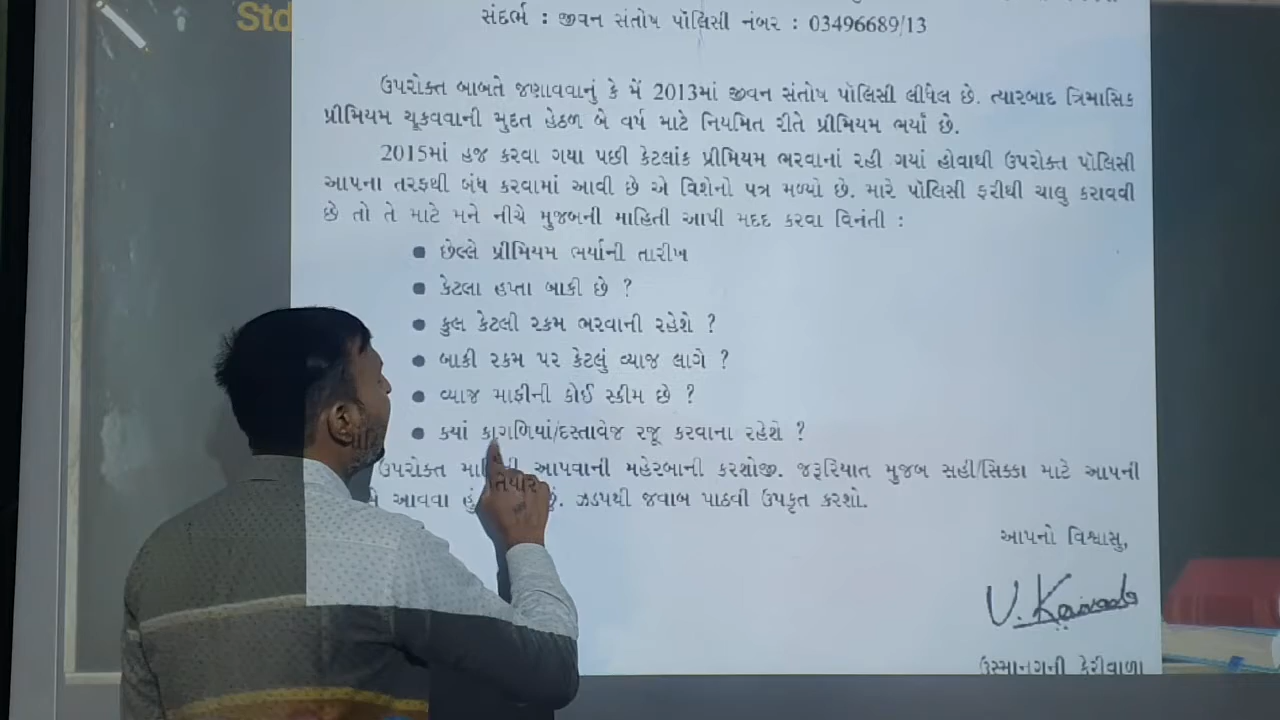 Std
સંદર્ભ : જીવન સંતોષ પૉલિસી નંબર : 03496689/13
ઉપરોક્ત બાબતે જણાવવાનું કે મેં 2013માં જીવન સંતોષ પૉલિસી લીધેલ છે. ત્યારબાદ ત્રિમાસિક
પ્રીમિયમ ચૂકવવાની મુદત હેઠળ બે વર્ષ માટે નિયમિત રીતે પ્રીમિયમ ભર્યાં છે.
2015માં હજ કરવા ગયા પછી કેટલાંક પ્રીમિયમ ભરવાનાં રહી ગયાં હોવાથી ઉપરોક્ત પૉલિસી
આપના તરફથી બંધ કરવામાં આવી છે એ વિશેનો પત્ર મળ્યો છે. મારે પૉલિસી ફરીથી ચાલુ કરાવવી
છે તો તે માટે મને નીચે મુજબની માહિતી આપી મદદ કરવા વિનંતી :
● છેલ્લે પ્રીમિયમ ભર્યાની તારીખ
● કેટલા હપ્તા બાકી છે ?
● કુલ કેટલી રકમ ભરવાની રહેશે ?
● બાકી રકમ પર કેટલું વ્યાજ લાગે ?
● વ્યાજ માફીની કોઈ સ્કીમ છે ?
● કયાં કાગળિયાં/દસ્તાવેજ રજૂ કરવાના રહેશે ?
ઉપરોક્ત આપવાની મહેરબાની કરશોજી. જરૂરિયાત મુજબ સહી/સિક્કા માટે આપની
આવવા હું તૈયાર છું. ઝડપથી જવાબ પાઠવી ઉપકૃત કરશો.
આપનો વિશ્વાસુ,
V. Kerawala
ઉસ્માનગની કેરીવાળા